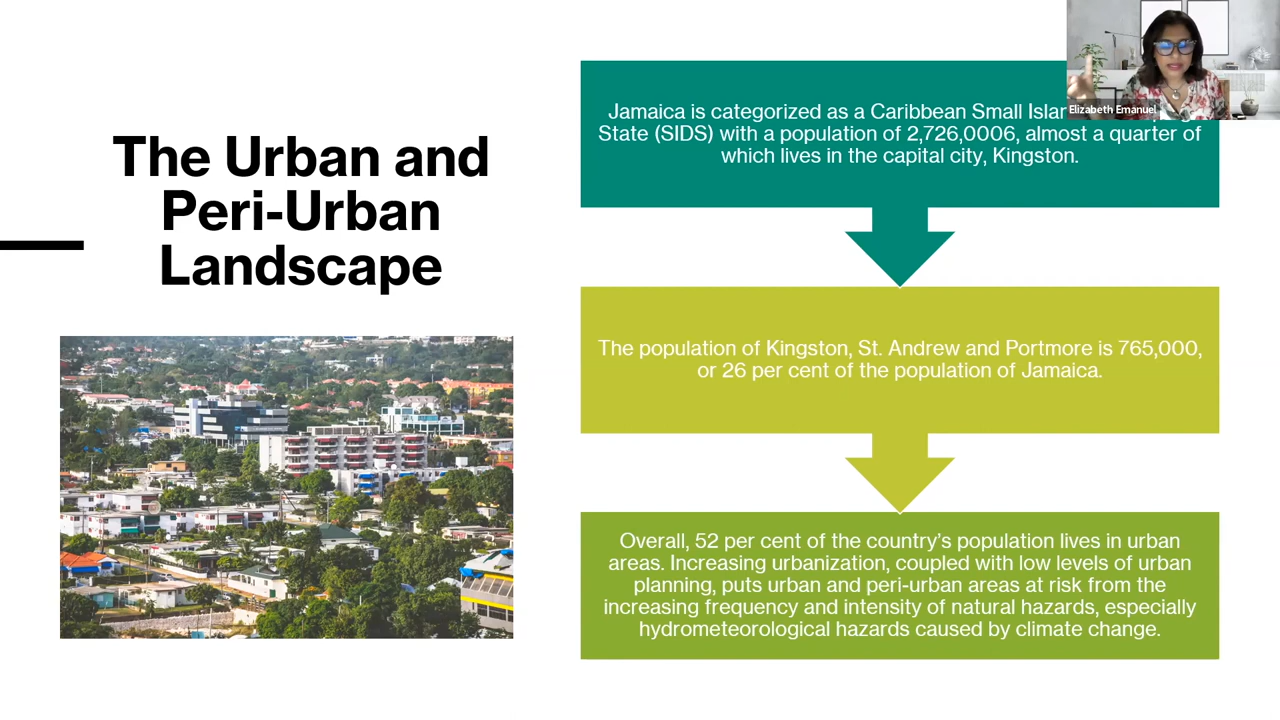 The Urban and
Peri-Urban
Landscape
Jamaica is categorized as a Caribbean Small Islan
State (SIDS) with a population of 2,726,0006, almost a quarter of
which lives in the capital city, Kingston.
The population of Kingston, St. Andrew and Portmore is 765,000,
or 26 per cent of the population of Jamaica.
Overall, 52 per cent of the country's population lives in urban
areas. Increasing urbanization, coupled with low levels of urban
planning, puts urban and peri-urban areas at risk from the
increasing frequency and intensity of natural hazards, especially
hydrometeorological hazards caused by climate change.
Elizabeth Emanuel